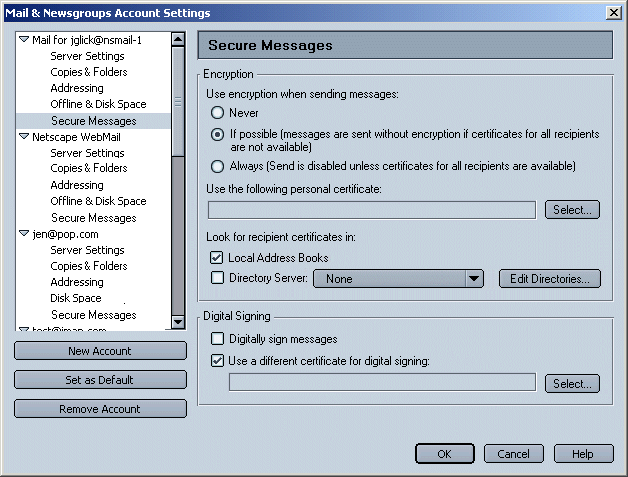 Mail & Newsgroups Account Settings
Mail for jglick@nsmail-1
Server Settings
Copies & Folders
Addressing
Offline & Disk Space
Secure Messages
Netscape WebMail
Server Settings
Copies & Folders
Addressing
Offline & Disk Space
Secure Messages
jen@pop.com
Server Settings
Copies & Folders
Addressing
Disk Space
Secure Messages
test@imap.com
New Account
Set as Default
Remove Account
Secure Messages
Encryption
Use encryption when sending messages:
Never
If possible (messages are sent without encryption if certificates for all recipients
are not available)
Always (Send is disabled unless certificates for all recipients are available)
Use the following personal certificate:
Select...
Look for recipient certificates in:
Local Address Books
Directory Server: None Edit Directories...
Digital Signing
Digitally sign messages
Use a different certificate for digital signing:
Select...
OK Cancel Help